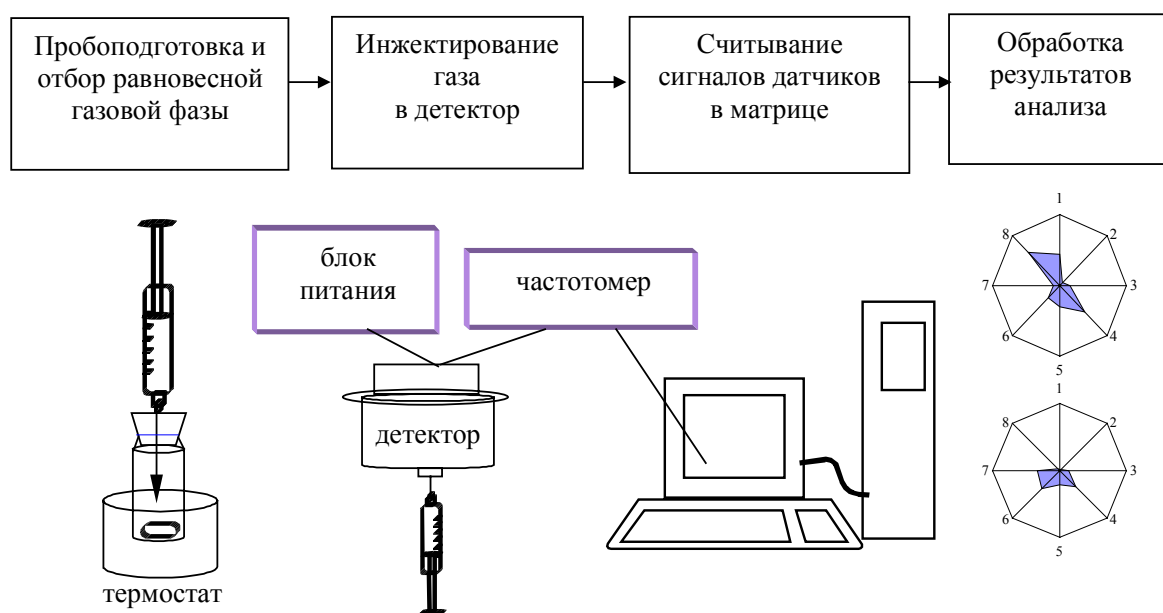 Пробоподготовка и
отбор равновесной
газовой фазы
Инжектирование
газа
в детектор
Считывание
сигналов датчиков
в матрице
Обработка
результатов
анализа
блок
питания
частотомер
детектор
термостат
1
2
3
4
5
6
7
8
1
2
3
4
5
6
7
8